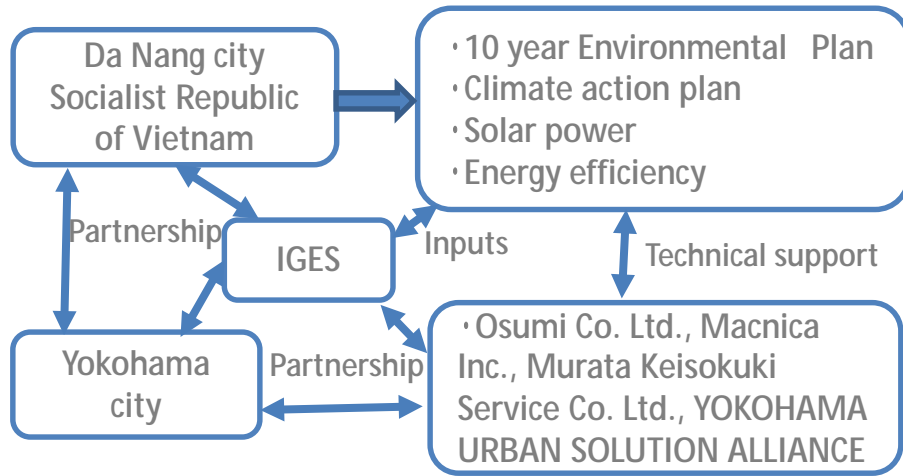 Da Nang city
Socialist Republic
of Vietnam
・10 year Environmental Plan
・Climate action plan
・Solar power
・Energy efficiency
Partnership
IGES
Inputs
Technical support
Yokohama
city
Partnership
・Osumi Co. Ltd., Macnica
Inc., Murata Keisokuki
Service Co. Ltd., YOKOHAMA
URBAN SOLUTION ALLIANCE